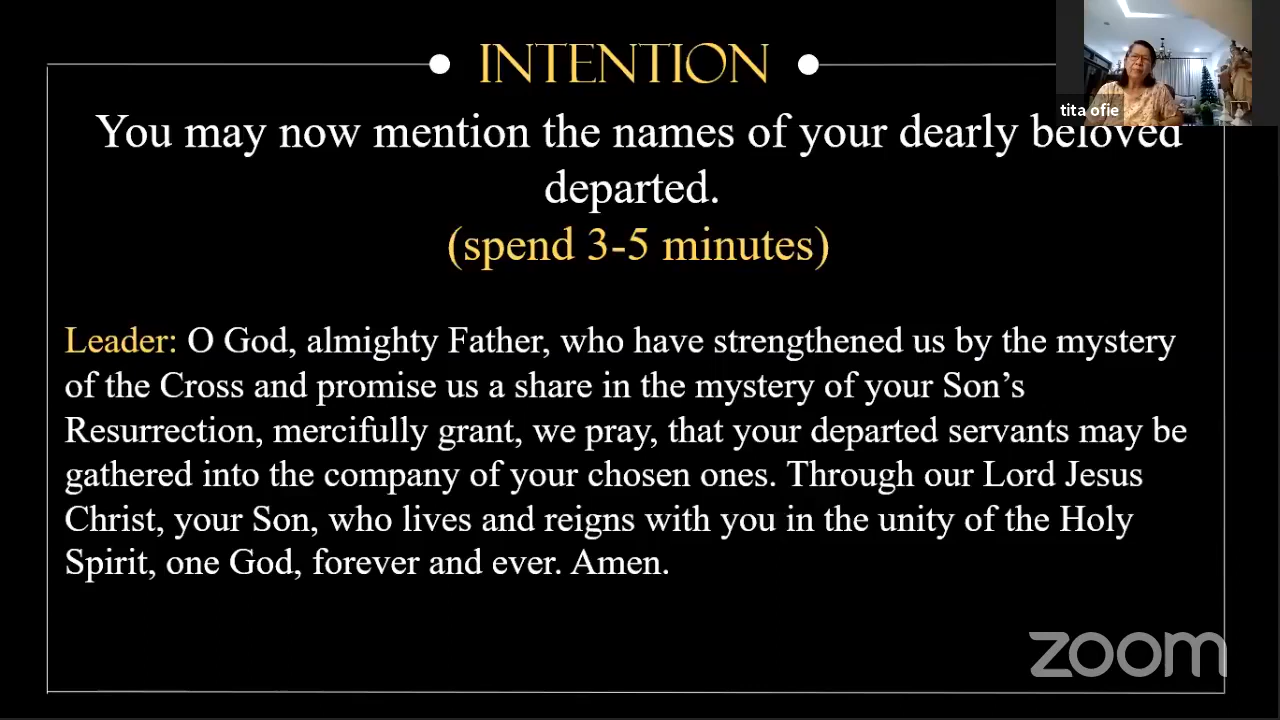 INTENTION
tita ofie
You may now mention the names of your dearly beloved
departed.
(spend 3-5 minutes)
Leader: O God, almighty Father, who have strengthened us by the mystery
of the Cross and promise us a share in the mystery of your Son’s
Resurrection, mercifully grant, we pray, that your departed servants may be
gathered into the company of your chosen ones. Through our Lord Jesus
Christ, your Son, who lives and reigns with you in the unity of the Holy
Spirit, one God, forever and ever. Amen.
zoom